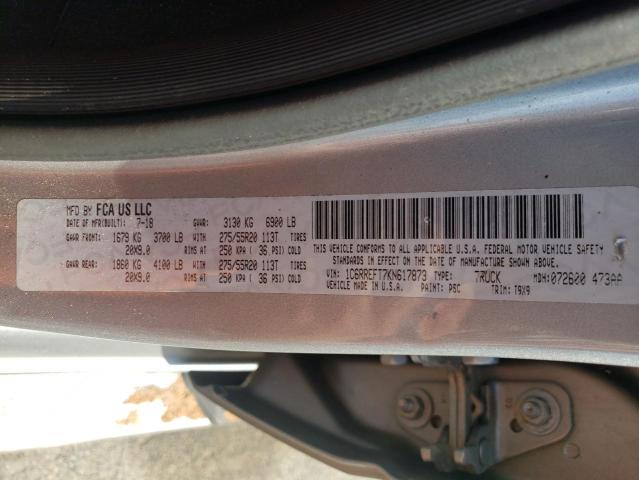 MFD BY FCA US LLC
DATE OF MFR(BUILT): 7-18 GVWR: 3130 KG 6900 LB
GAWR FRONT: 1679 KG 3700 LB WITH 275/55R20 113T TIRES
20X9.0 RIMS AT 250 KPA ( 36 PSI) COLD
GAWR REAR: 1860 KG 4100 LB WITH 275/55R20 113T TIRES
20X9.0 RIMS AT 250 KPA ( 36 PSI) COLD
THIS VEHICLE CONFORMS TO ALL APPLICABLE U.S.A. FEDERAL MOTOR VEHICLE SAFETY
STANDARDS IN EFFECT ON THE DATE OF MANUFACTURE SHOWN ABOVE.
VIN: 1C6RREFT7KN617873 TYPE: TRUCK MDH: 072600 473AA
VEHICLE MADE IN U.S.A. PAINT: PSC TRIM: T9X9